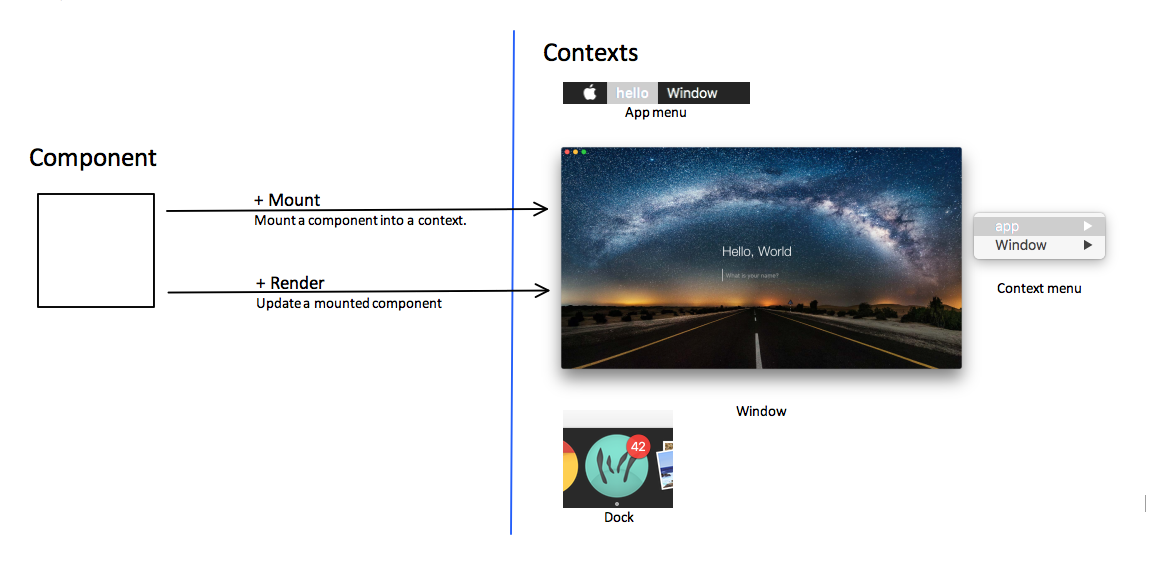 Contexts
hello Window
App menu
Component
+ Mount
Mount a component into a context.
+ Render
Update a mounted component
Hello, World
What is your name?
app
Window
Context menu
Window
42
Dock